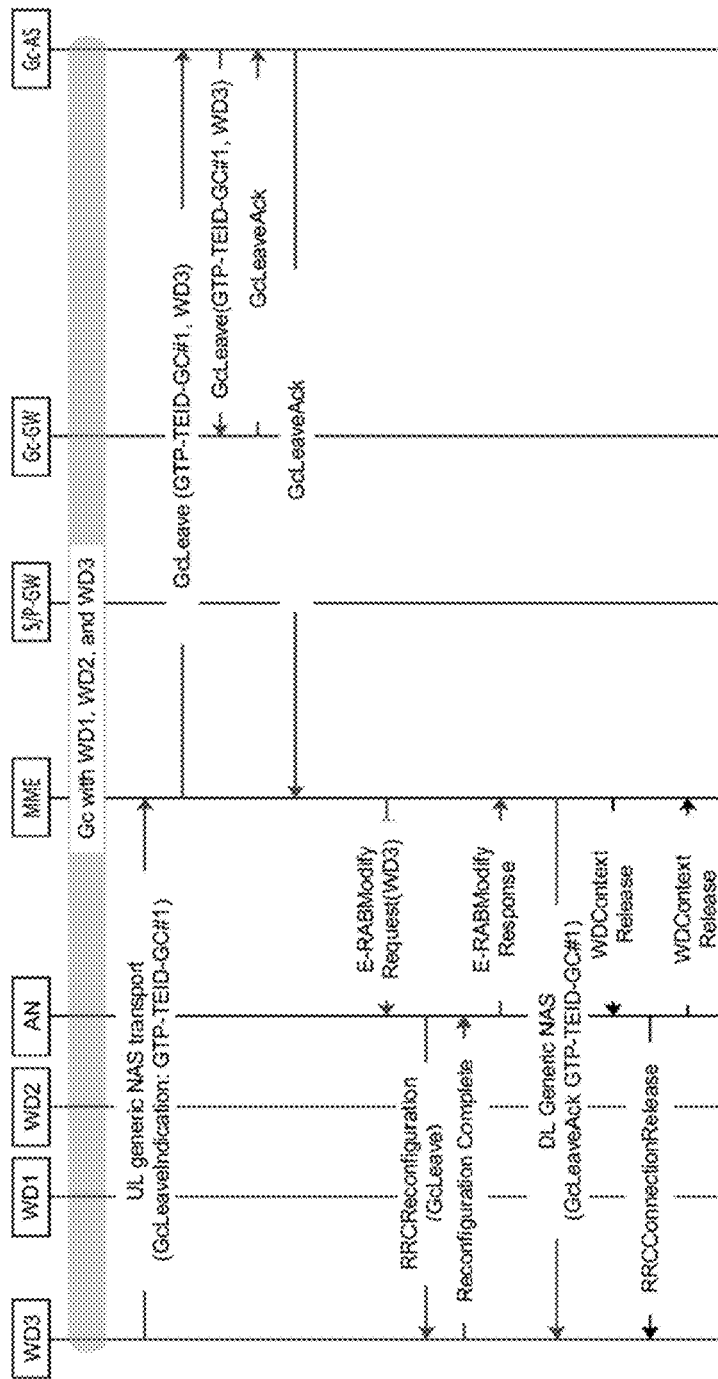 WD3
WD1
WD2
AN
MME
S/P-GW
Gc-GW
Gc-AS
Gc with WD1, WD2, and WD3
UL generic NAS transport
(GcLeaveIndication: GTP-TEID-GC#1)
GcLeave (GTP-TEID-GC#1, WD3)
GcLeave(GTP-TEID-GC#1, WD3)
GcLeaveAck
GcLeaveAck
E-RABModify
Request(WD3)
RRCReconfiguration
(GcLeave)
Reconfiguration Complete
E-RABModify
Response
DL Generic NAS
(GcLeaveAck GTP-TEID-GC#1)
WDContext
Release
RRCConnectionRelease
WDContext
Release